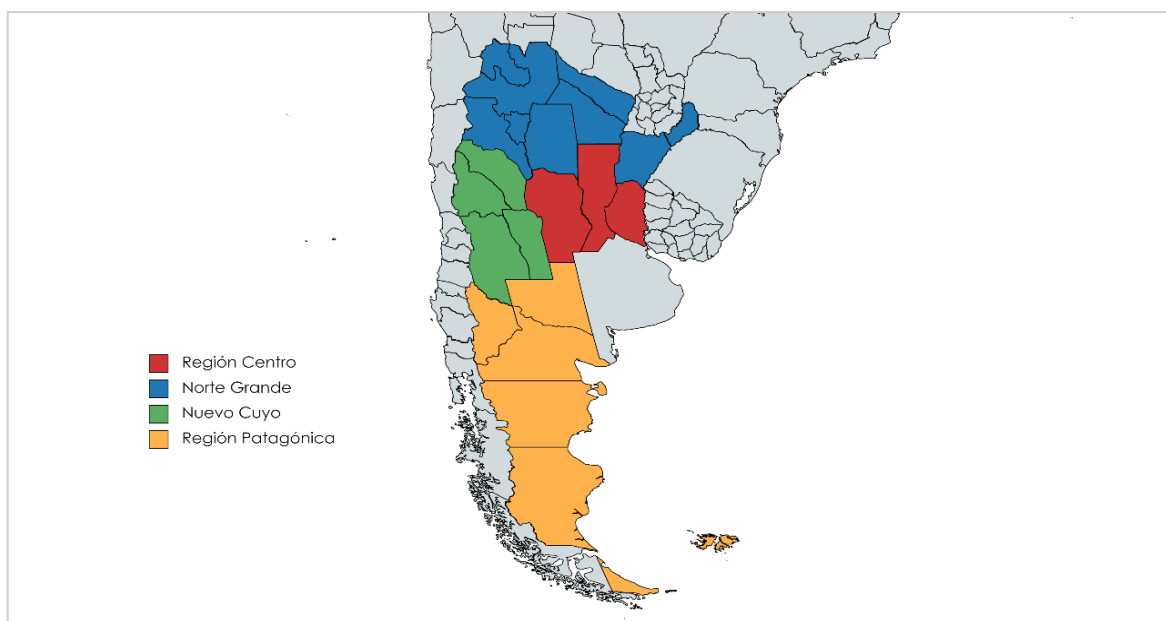 Región Centro
Norte Grande
Nuevo Cuyo
Región Patagónica